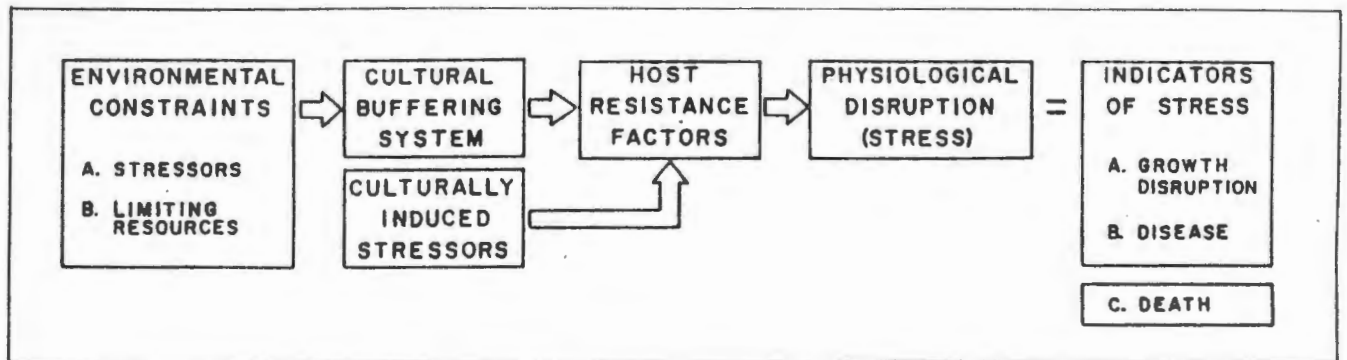 ENVIRONMENTAL
CONSTRAINTS
A. STRESSORS
B. LIMITING
RESOURCES
CULTURAL
BUFFERING
SYSTEM
CULTURALLY
INDUCED
STRESSORS
HOST
RESISTANCE
FACTORS
PHYSIOLOGICAL
DISRUPTION
(STRESS)
=
INDICATORS
OF STRESS
A. GROWTH
DISRUPTION
B. DISEASE
C. DEATH